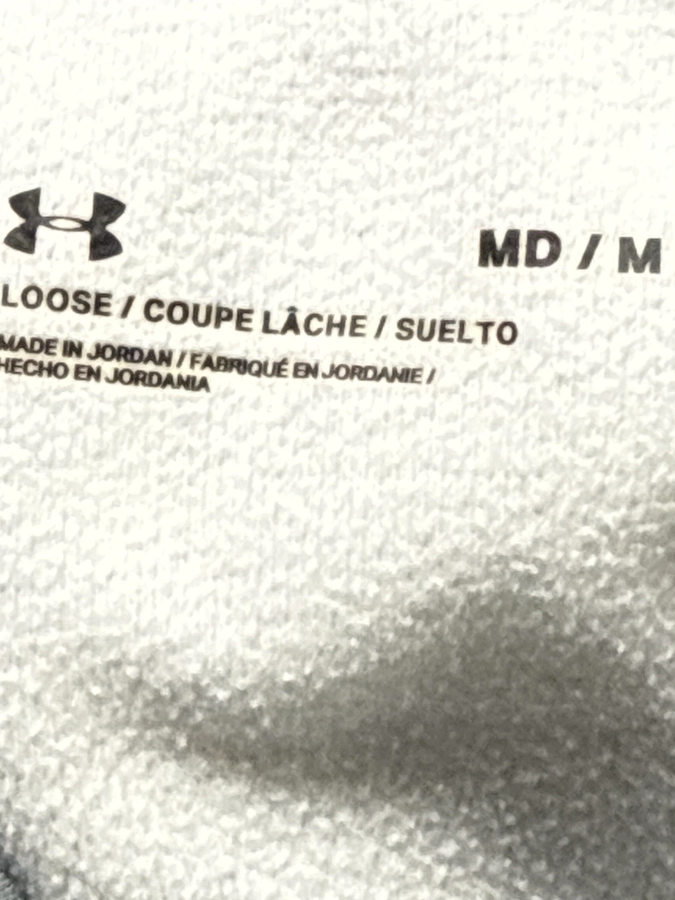 MD / M
LOOSE / COUPE LÂCHE / SUELTO
MADE IN JORDAN / FABRIQUÉ EN JORDANIE /
HECHO EN JORDANIA